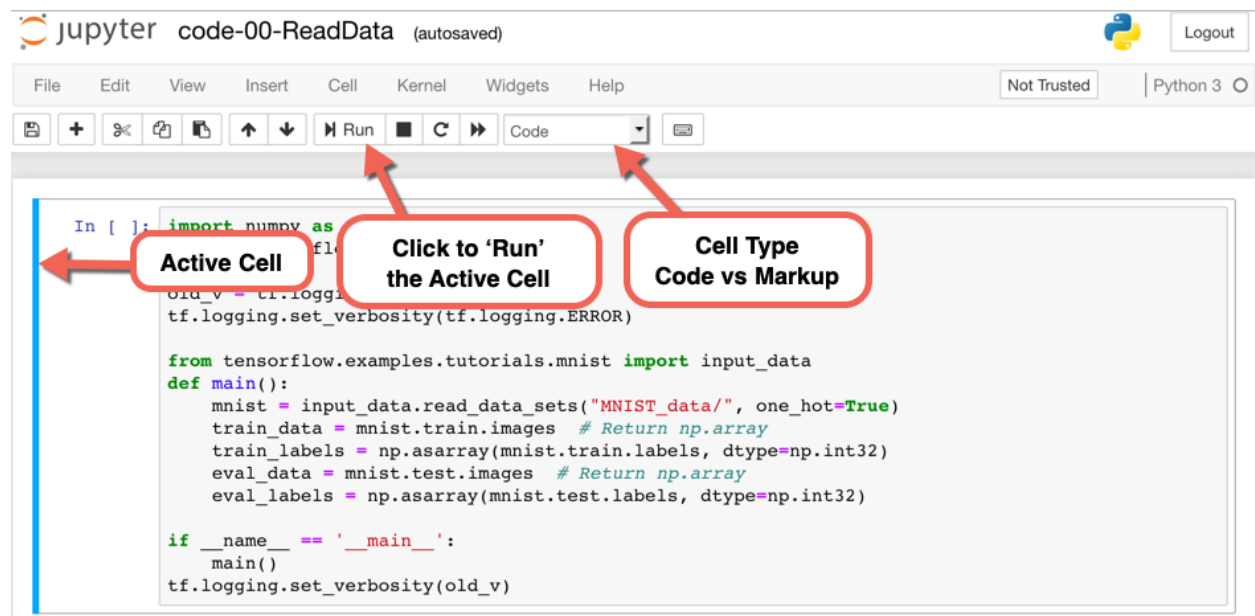 jupyter code-00-ReadData (autosaved) Logout
File Edit View Insert Cell Kernel Widgets Help Not Trusted Python 3
Run Code
In [ ]: import numpy as
Active Cell
Click to ‘Run’
the Active Cell
Cell Type
Code vs Markup
old_v = tf.loggi
tf.logging.set_verbosity(tf.logging.ERROR)
from tensorflow.examples.tutorials.mnist import input_data
def main():
    mnist = input_data.read_data_sets("MNIST_data/", one_hot=True)
    train_data = mnist.train.images  # Return np.array
    train_labels = np.asarray(mnist.train.labels, dtype=np.int32)
    eval_data = mnist.test.images  # Return np.array
    eval_labels = np.asarray(mnist.test.labels, dtype=np.int32)
if __name__ == '__main__':
    main()
tf.logging.set_verbosity(old_v)